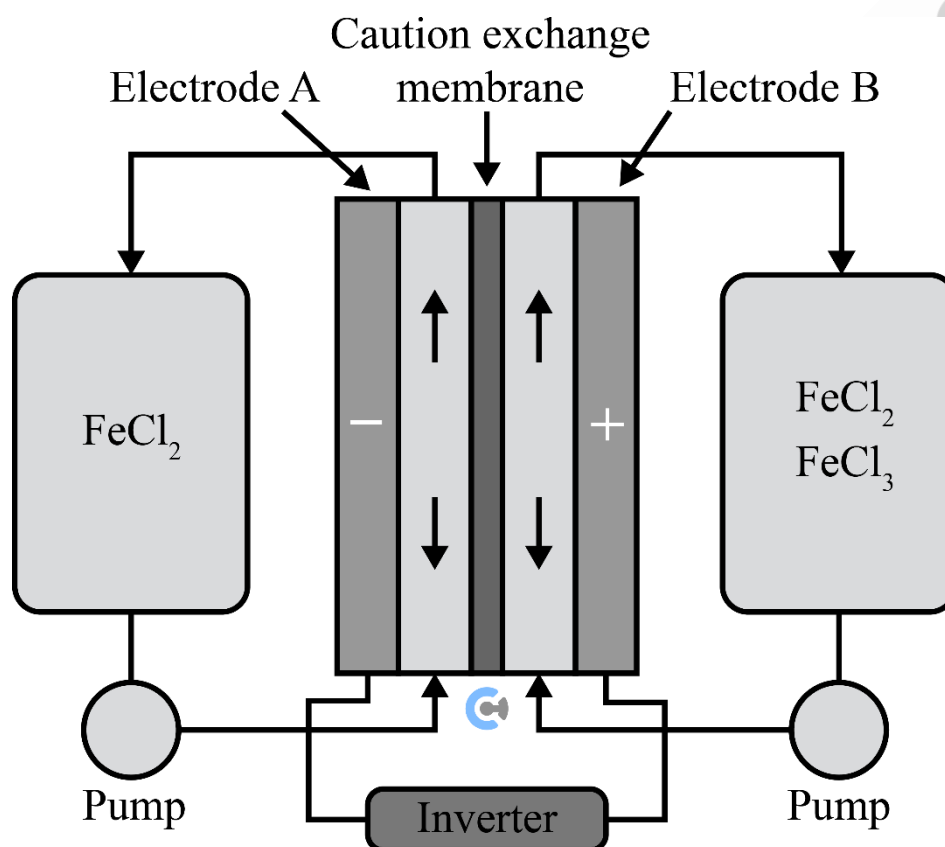 Caution exchange
membrane
Electrode A
Electrode B
FeCl₂
−
+
FeCl₂
FeCl₃
Pump
Inverter
Pump